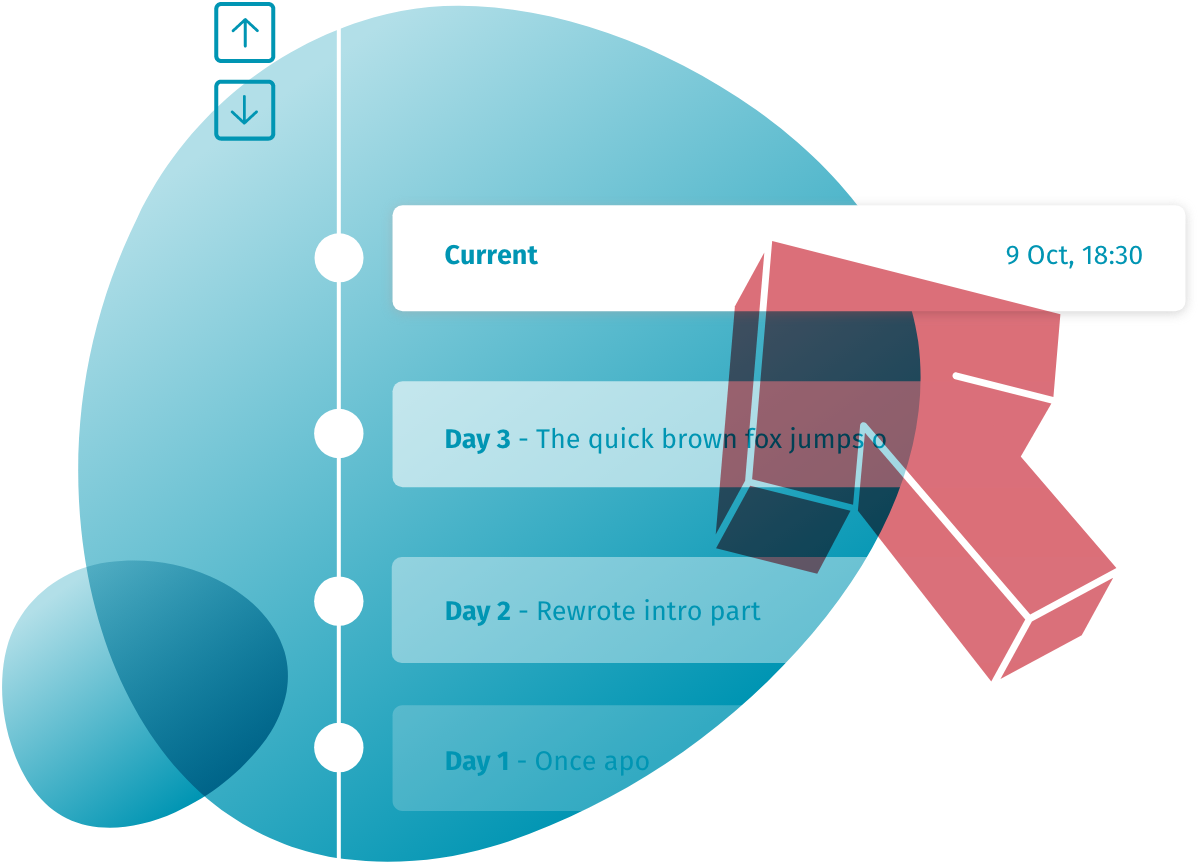 Current 9 Oct, 18:30
Day 3 - The quick brown fox jumps o
Day 2 - Rewrote intro part
Day 1 - Once apo